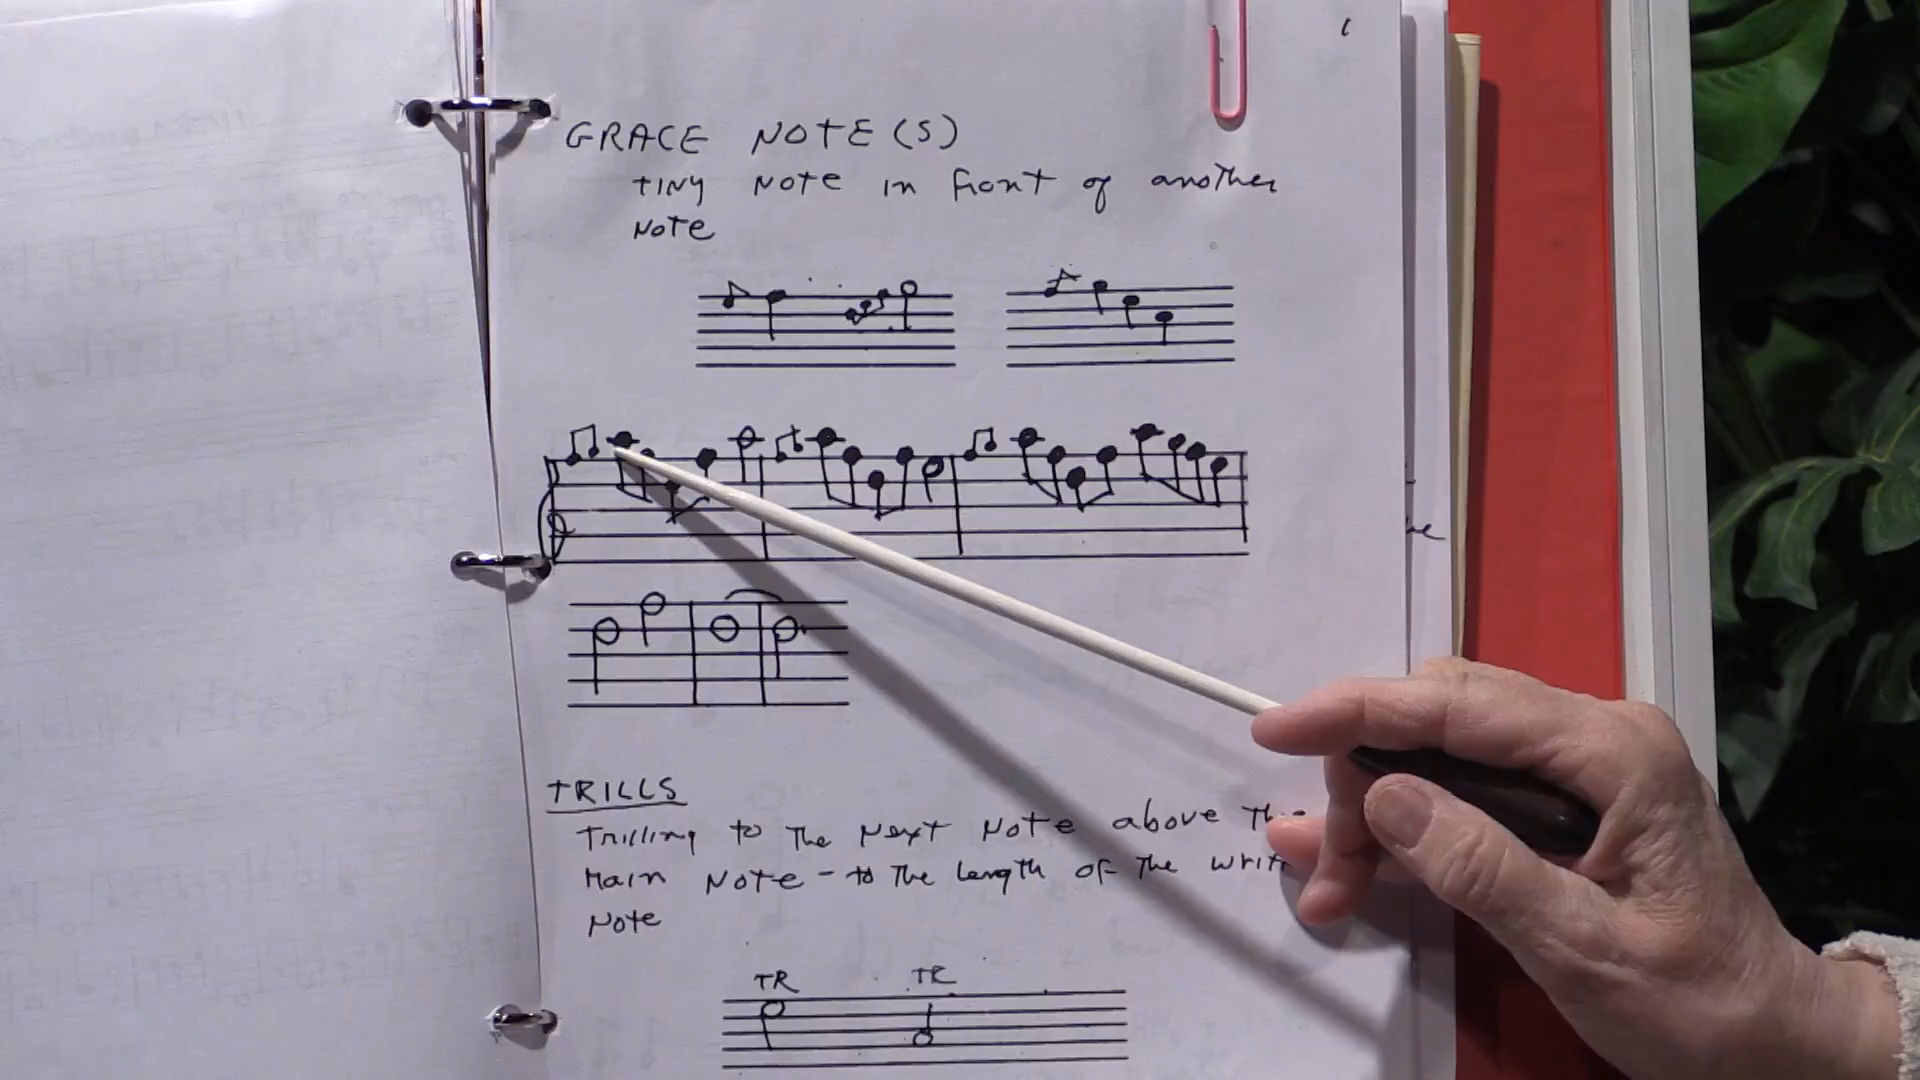 GRACE NOTE(S)
TINY NOTE IN FRONT OF ANOTHER
NOTE
TRILLS
TRILLING TO THE NEXT NOTE ABOVE THE
MAIN NOTE - TO THE LENGTH OF THE WRIT
NOTE
TR TR